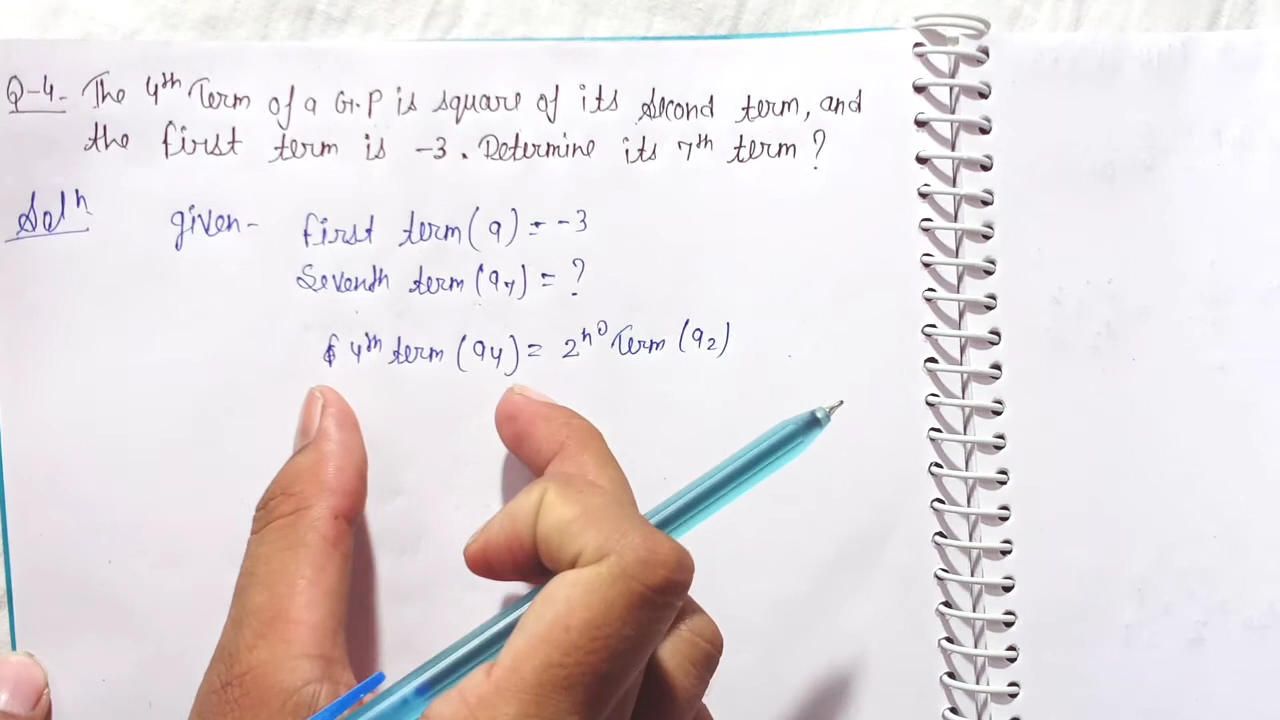 Q-4. The 4th Term of a G.P is square of its second term, and
the first term is -3. Determine its 7th term?
Soln given- first term(a) = -3
Seventh term (a7) = ?
4th term (a4) = 2nd Term (a2)